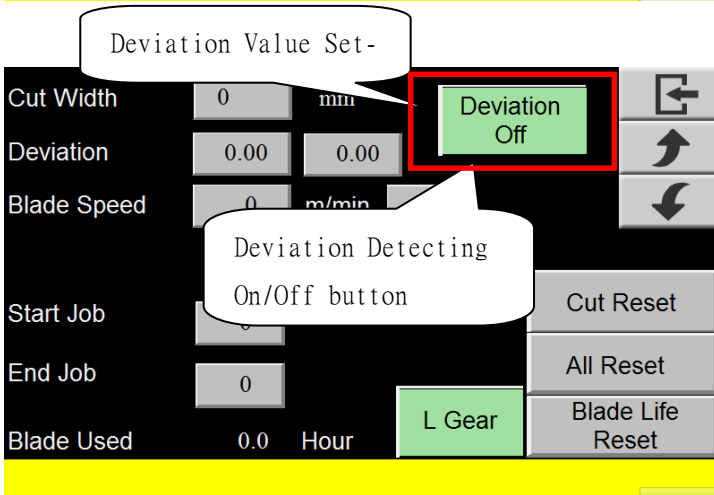 Deviation Value Set-
Cut Width 0 mm
Deviation
Off
Deviation 0.00 0.00
Blade Speed 0 m/min
Deviation Detecting
On/Off button
Start Job 0
Cut Reset
End Job 0
All Reset
L Gear
Blade Life
Reset
Blade Used 0.0 Hour